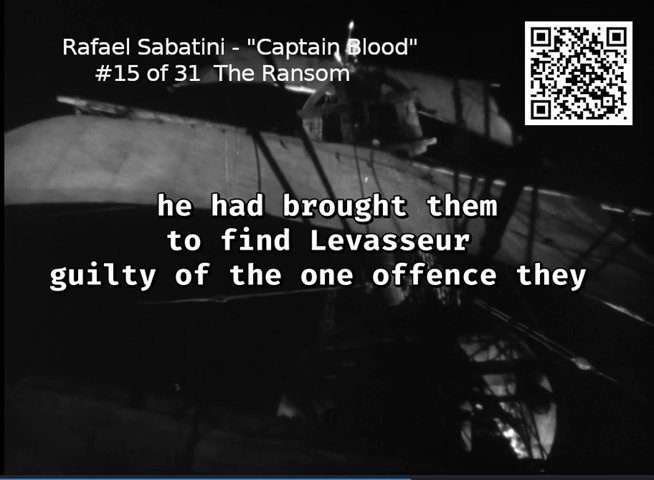 Rafael Sabatini - "Captain Blood"
#15 of 31  The Ransom
he had brought them
to find Levasseur
guilty of the one offence they